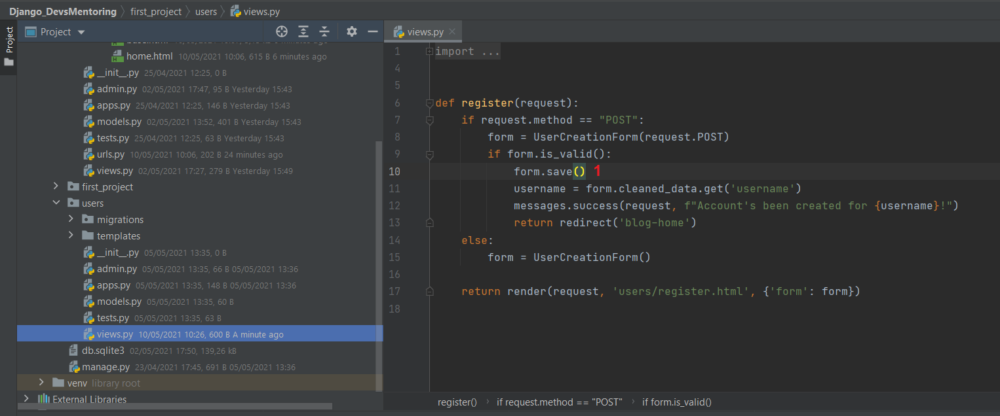 Django_DevsMentoring first_project users views.py
Project
Project
home.html 10/05/2021 10:06, 615 B 6 minutes ago
__init__.py 25/04/2021 12:25, 0 B
admin.py 02/05/2021 17:47, 95 B Yesterday 15:43
apps.py 25/04/2021 12:25, 146 B Yesterday 15:43
models.py 02/05/2021 13:52, 401 B Yesterday 15:43
tests.py 25/04/2021 12:25, 63 B Yesterday 15:43
urls.py 10/05/2021 10:06, 202 B 24 minutes ago
views.py 02/05/2021 17:27, 279 B Yesterday 15:49
first_project
users
migrations
templates
__init__.py 05/05/2021 13:35, 0 B
admin.py 05/05/2021 13:35, 66 B 05/05/2021 13:36
apps.py 05/05/2021 13:35, 148 B 05/05/2021 13:36
models.py 05/05/2021 13:35, 60 B
tests.py 05/05/2021 13:35, 63 B
views.py 10/05/2021 10:26, 600 B A minute ago
db.sqlite3 02/05/2021 17:50, 139,26 kB
manage.py 23/04/2021 17:45, 691 B 05/05/2021 13:36
venv library root
External Libraries
views.py
1 import ...
4
5
6 def register(request):
7 if request.method == "POST":
8 form = UserCreationForm(request.POST)
9 if form.is_valid():
10 form.save() 1
11 username = form.cleaned_data.get('username')
12 messages.success(request, f"Account's been created for {username}!")
13 return redirect('blog-home')
14 else:
15 form = UserCreationForm()
16
17 return render(request, 'users/register.html', {'form': form})
18
register() › if request.method == "POST" › if form.is_valid()